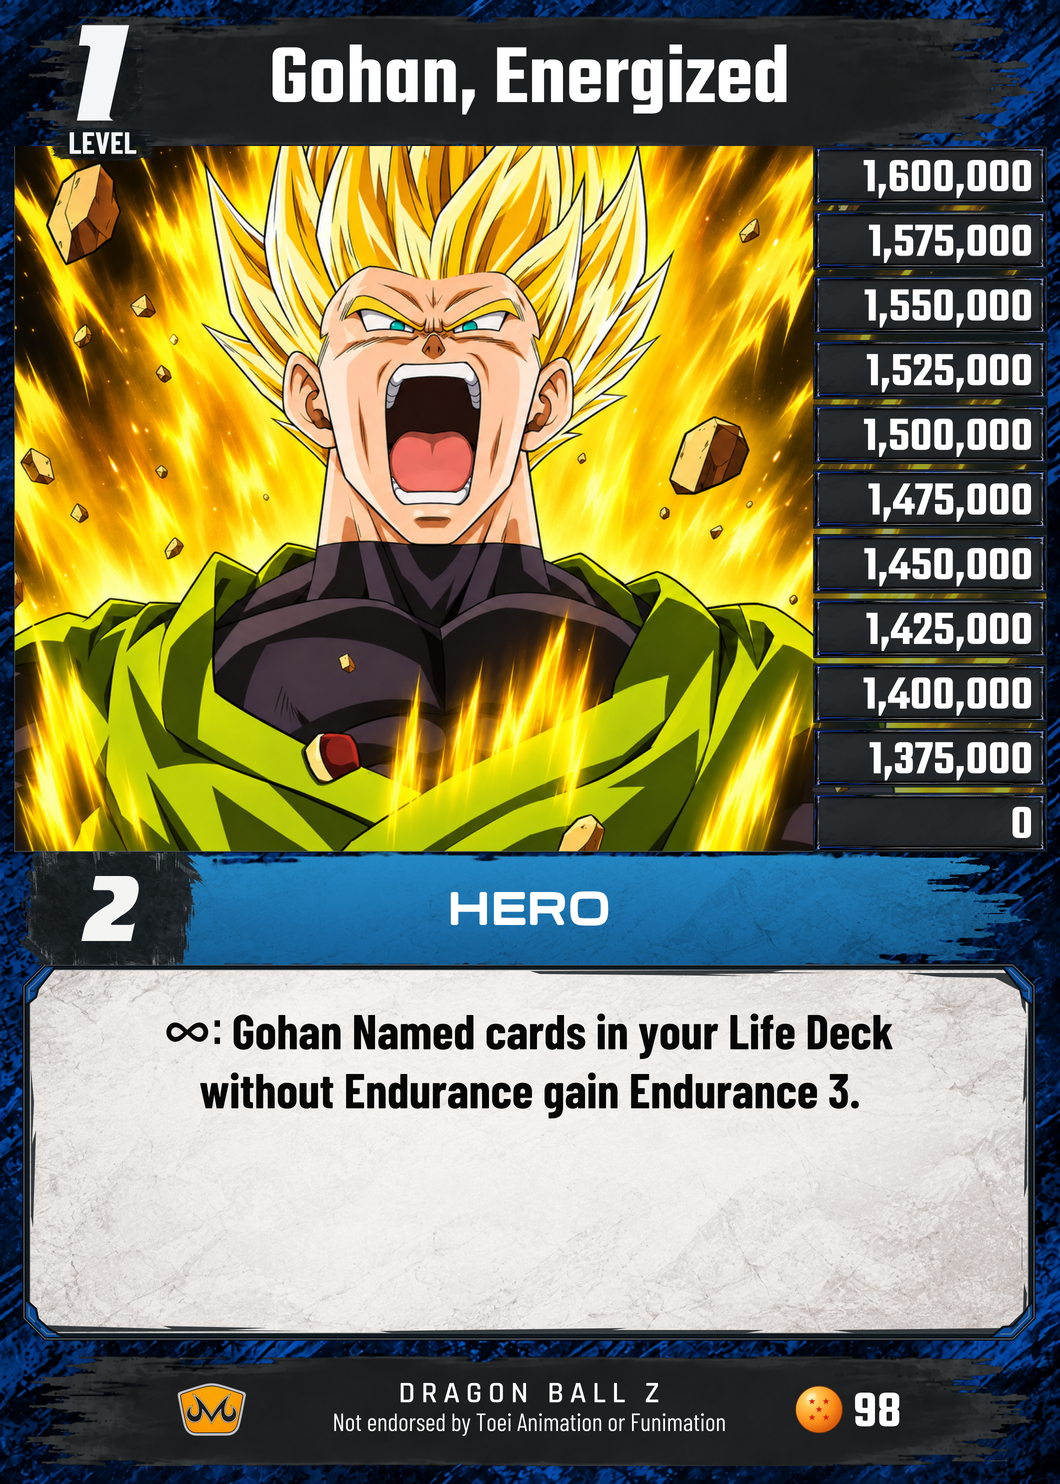 1
LEVEL
Gohan, Energized
1,600,000
1,575,000
1,550,000
1,525,000
1,500,000
1,475,000
1,450,000
1,425,000
1,400,000
1,375,000
0
2
HERO
∞: Gohan Named cards in your Life Deck
without Endurance gain Endurance 3.
DRAGON BALL Z
Not endorsed by Toei Animation or Funimation
98